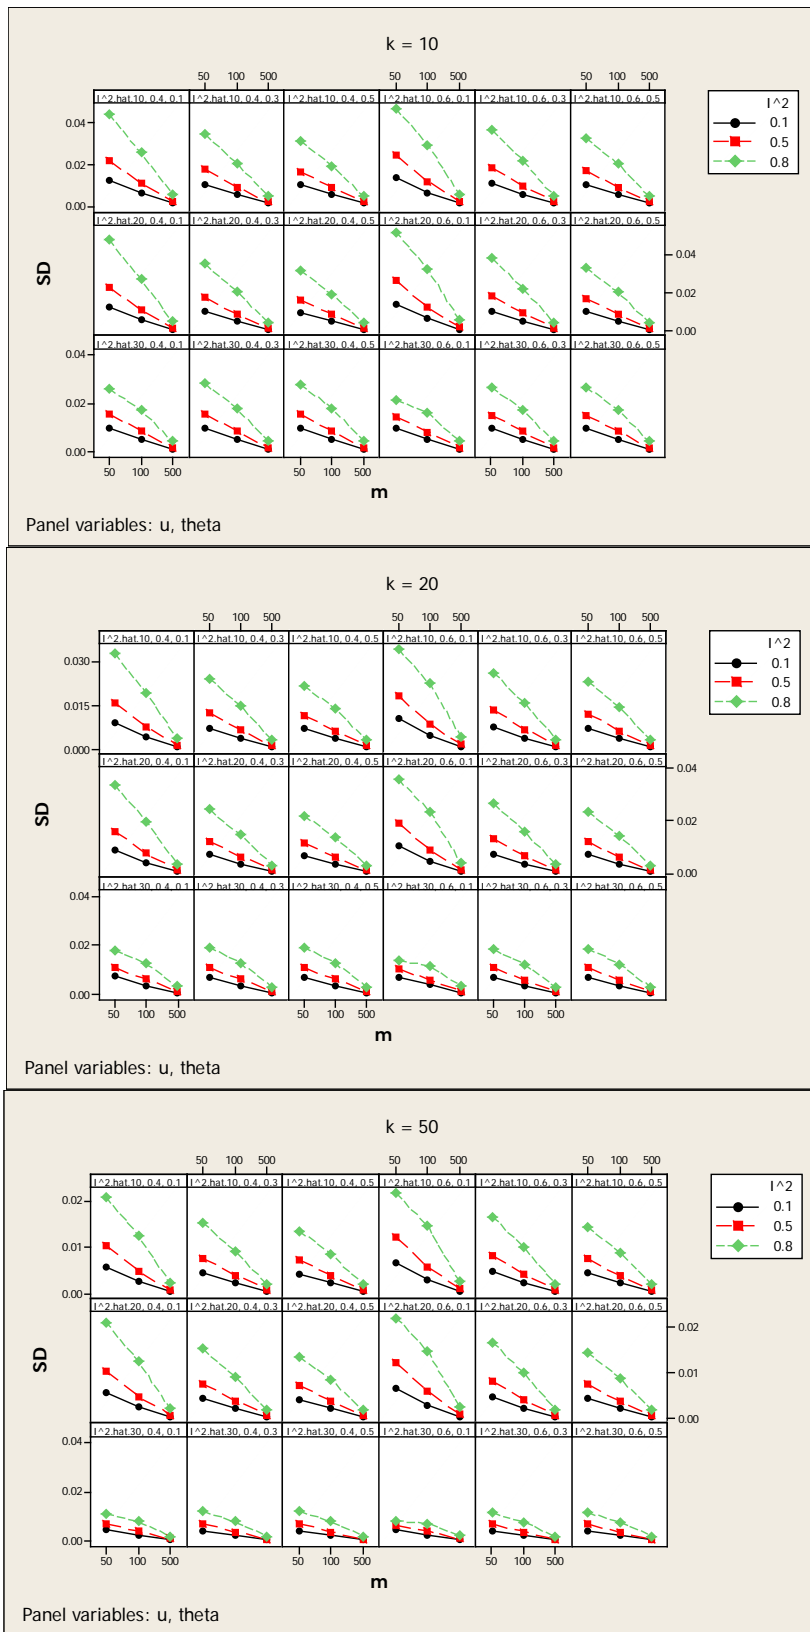 k = 10
50 100 500 50 100 500 50 100 500
I^2.hat.10, 0.4, 0.1 I^2.hat.10, 0.4, 0.3 I^2.hat.10, 0.4, 0.5 I^2.hat.10, 0.6, 0.1 I^2.hat.10, 0.6, 0.3 I^2.hat.10, 0.6, 0.5
I^2
0.1
0.5
0.8
0.04
0.02
0.00
I^2.hat.20, 0.4, 0.1 I^2.hat.20, 0.4, 0.3 I^2.hat.20, 0.4, 0.5 I^2.hat.20, 0.6, 0.1 I^2.hat.20, 0.6, 0.3 I^2.hat.20, 0.6, 0.5
0.04
0.02
0.00
SD
I^2.hat.30, 0.4, 0.1 I^2.hat.30, 0.4, 0.3 I^2.hat.30, 0.4, 0.5 I^2.hat.30, 0.6, 0.1 I^2.hat.30, 0.6, 0.3 I^2.hat.30, 0.6, 0.5
0.04
0.02
0.00
50 100 500 50 100 500 50 100 500
m
Panel variables: u, theta
k = 20
50 100 500 50 100 500 50 100 500
I^2.hat.10, 0.4, 0.1 I^2.hat.10, 0.4, 0.3 I^2.hat.10, 0.4, 0.5 I^2.hat.10, 0.6, 0.1 I^2.hat.10, 0.6, 0.3 I^2.hat.10, 0.6, 0.5
I^2
0.1
0.5
0.8
0.030
0.015
0.000
I^2.hat.20, 0.4, 0.1 I^2.hat.20, 0.4, 0.3 I^2.hat.20, 0.4, 0.5 I^2.hat.20, 0.6, 0.1 I^2.hat.20, 0.6, 0.3 I^2.hat.20, 0.6, 0.5
0.04
0.02
0.00
SD
I^2.hat.30, 0.4, 0.1 I^2.hat.30, 0.4, 0.3 I^2.hat.30, 0.4, 0.5 I^2.hat.30, 0.6, 0.1 I^2.hat.30, 0.6, 0.3 I^2.hat.30, 0.6, 0.5
0.04
0.02
0.00
50 100 500 50 100 500 50 100 500
m
Panel variables: u, theta
k = 50
50 100 500 50 100 500 50 100 500
I^2.hat.10, 0.4, 0.1 I^2.hat.10, 0.4, 0.3 I^2.hat.10, 0.4, 0.5 I^2.hat.10, 0.6, 0.1 I^2.hat.10, 0.6, 0.3 I^2.hat.10, 0.6, 0.5
I^2
0.1
0.5
0.8
0.02
0.01
0.00
I^2.hat.20, 0.4, 0.1 I^2.hat.20, 0.4, 0.3 I^2.hat.20, 0.4, 0.5 I^2.hat.20, 0.6, 0.1 I^2.hat.20, 0.6, 0.3 I^2.hat.20, 0.6, 0.5
0.02
0.01
0.00
SD
I^2.hat.30, 0.4, 0.1 I^2.hat.30, 0.4, 0.3 I^2.hat.30, 0.4, 0.5 I^2.hat.30, 0.6, 0.1 I^2.hat.30, 0.6, 0.3 I^2.hat.30, 0.6, 0.5
0.04
0.02
0.00
50 100 500 50 100 500 50 100 500
m
Panel variables: u, theta